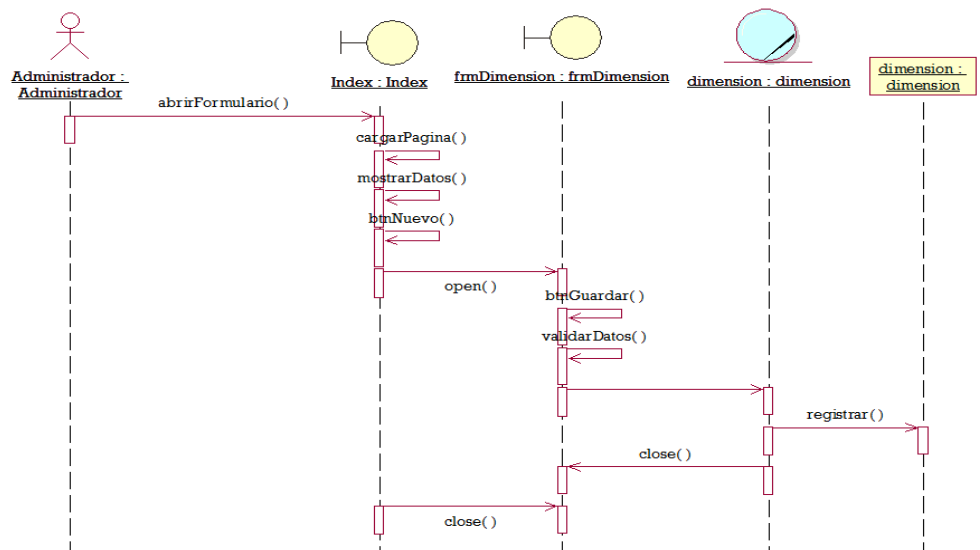 Administrador :
Administrador
Index : Index
frmDimension : frmDimension
dimension : dimension
dimension :
dimension
abrirFormulario( )
cargarPagina( )
mostrarDatos( )
btnNuevo( )
open( )
btnGuardar( )
validarDatos( )
registrar( )
close( )
close( )